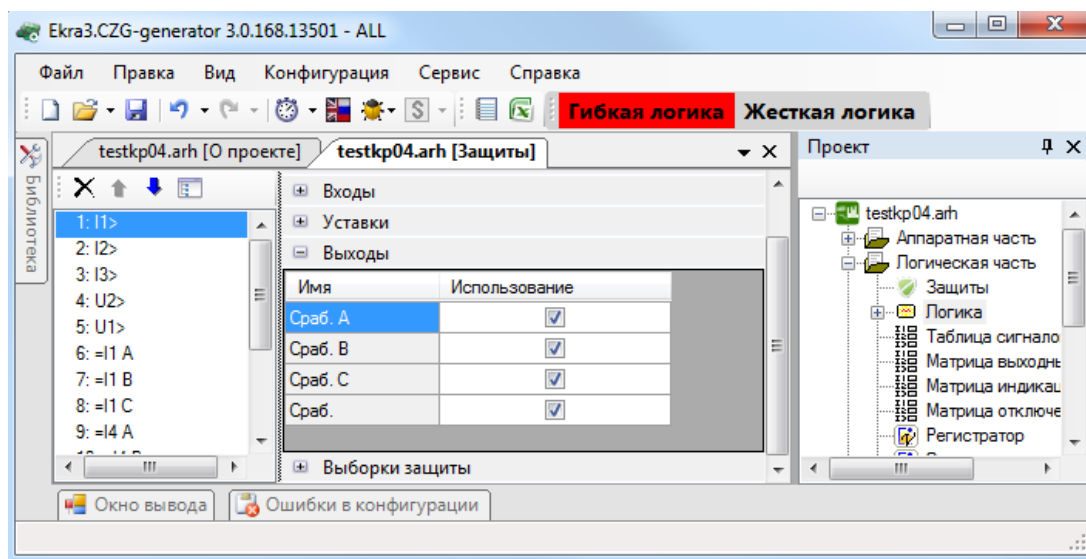 Ekra3.CZG-generator 3.0.168.13501 - ALL
Файл Правка Вид Конфигурация Сервис Справка
S Гибкая логика Жесткая логика
Библиотека
testkp04.arh [О проекте] testkp04.arh [Защиты]
1: I1>
2: I2>
3: I3>
4: U2>
5: U1>
6: =I1 A
7: =I1 B
8: =I1 C
9: =I4 A
Входы
Уставки
Выходы
Имя Использование
Сраб. A
Сраб. B
Сраб. C
Сраб.
Выборки защиты
Проект
testkp04.arh
Аппаратная часть
Логическая часть
Защиты
Логика
Таблица сигнало
Матрица выходнь
Матрица индикац
Матрица отключе
Регистратор
Окно вывода Ошибки в конфигурации